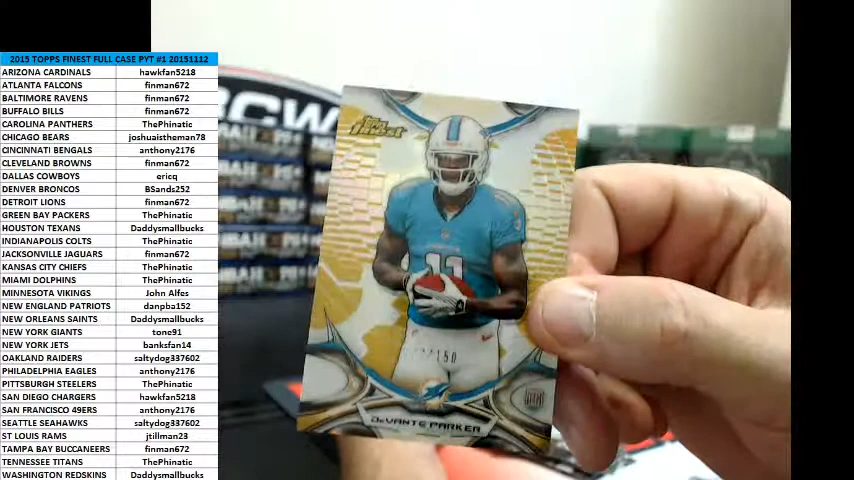 2015 TOPPS FINEST FULL CASE PYT #1 20151112
ARIZONA CARDINALS hawkfan5218
ATLANTA FALCONS finman672
BALTIMORE RAVENS finman672
BUFFALO BILLS finman672
CAROLINA PANTHERS ThePhinatic
CHICAGO BEARS joshuaistheman78
CINCINNATI BENGALS anthony2176
CLEVELAND BROWNS finman672
DALLAS COWBOYS ericq
DENVER BRONCOS BSands252
DETROIT LIONS finman672
GREEN BAY PACKERS ThePhinatic
HOUSTON TEXANS Daddysmallbucks
INDIANAPOLIS COLTS ThePhinatic
JACKSONVILLE JAGUARS finman672
KANSAS CITY CHIEFS ThePhinatic
MIAMI DOLPHINS ThePhinatic
MINNESOTA VIKINGS John Alfes
NEW ENGLAND PATRIOTS danpba152
NEW ORLEANS SAINTS Daddysmallbucks
NEW YORK GIANTS tone91
NEW YORK JETS banksfan14
OAKLAND RAIDERS saltydog337602
PHILADELPHIA EAGLES anthony2176
PITTSBURGH STEELERS ThePhinatic
SAN DIEGO CHARGERS hawkfan5218
SAN FRANCISCO 49ERS anthony2176
SEATTLE SEAHAWKS saltydog337602
ST LOUIS RAMS jtillman23
TAMPA BAY BUCCANEERS finman672
TENNESSEE TITANS ThePhinatic
WASHINGTON REDSKINS Daddysmallbucks
TOPPS
FINEST
11
/150
DEVANTE PARKER